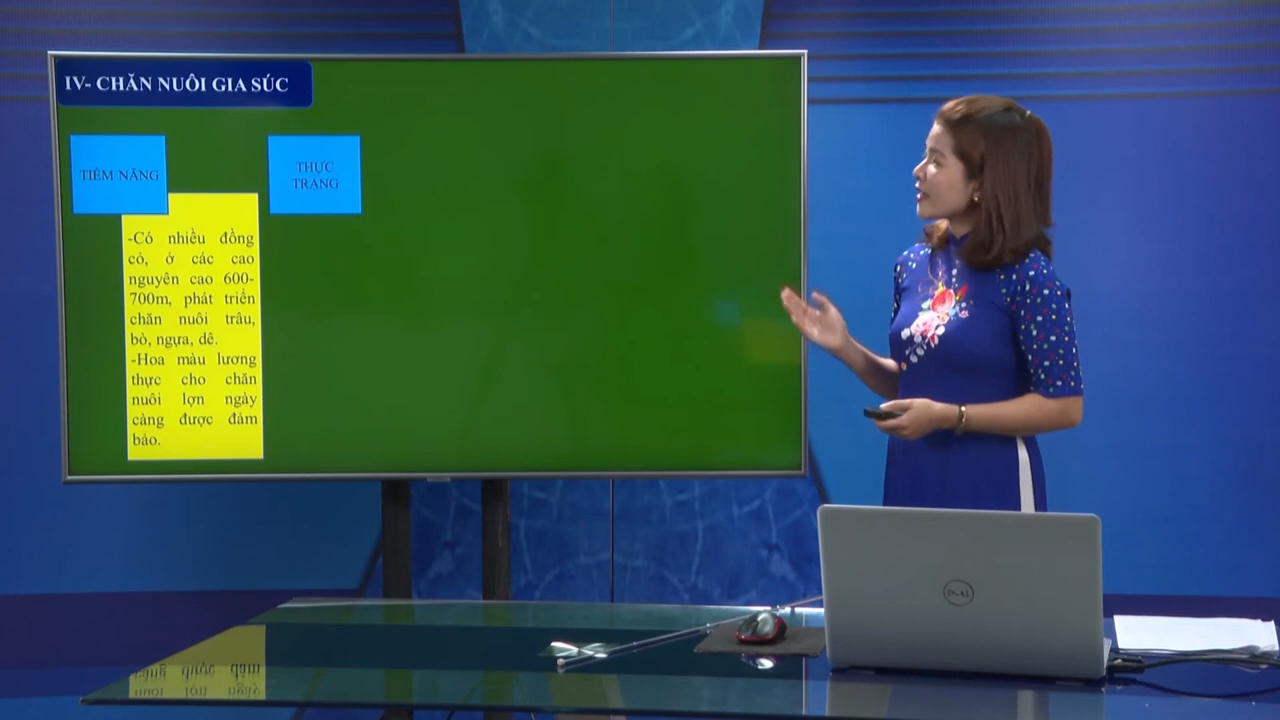 IV- CHĂN NUÔI GIA SÚC
TIỀM NĂNG
THỰC
TRẠNG
-Có nhiều đồng
cỏ, ở các cao
nguyên cao 600-
700m, phát triển
chăn nuôi trâu,
bò, ngựa, dê.
-Hoa màu lương
thực cho chăn
nuôi lợn ngày
càng được đảm
bảo.
DELL